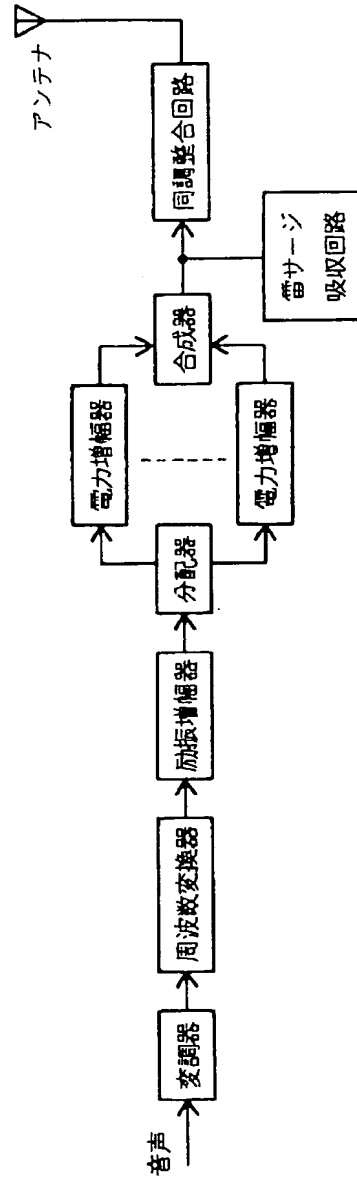 音声
変調器
周波数変換器
励振増幅器
分配器
電力増幅器
電力増幅器
合成器
雷サージ
吸収回路
同調整合回路
アンテナ